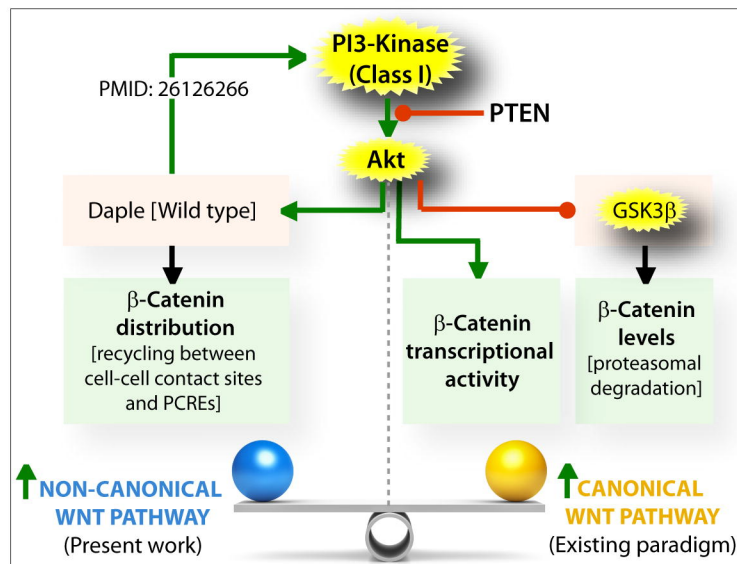 PI3-Kinase
(Class I)
PMID: 26126266
PTEN
Akt
Daple [Wild type]
GSK3β
β-Catenin
distribution
[recycling between
cell-cell contact sites
and PCREs]
β-Catenin
transcriptional
activity
β-Catenin
levels
[proteasomal
degradation]
NON-CANONICAL
WNT PATHWAY
(Present work)
CANONICAL
WNT PATHWAY
(Existing paradigm)